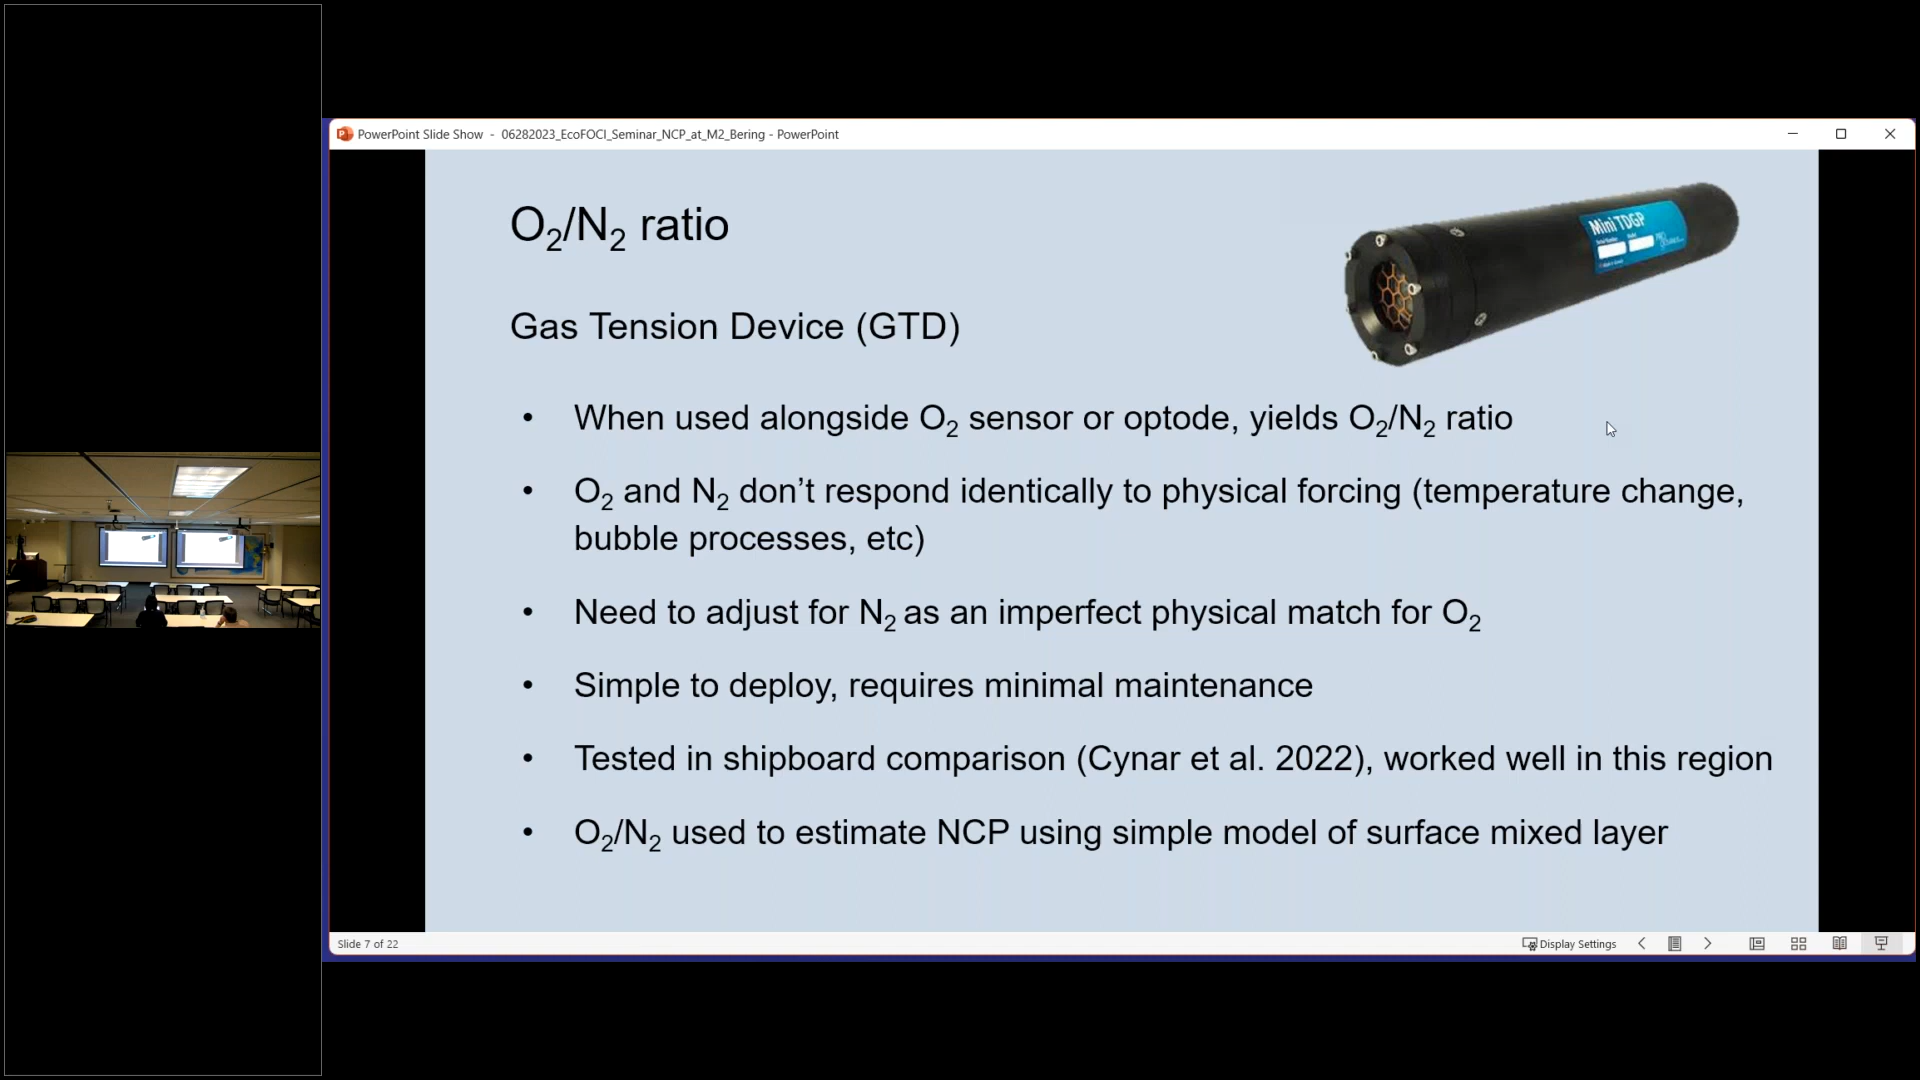 PowerPoint Slide Show - 06282023_EcoFOCI_Seminar_NCP_at_M2_Bering - PowerPoint
O2/N2 ratio
Mini TDGP
Gas Tension Device (GTD)
• When used alongside O2 sensor or optode, yields O2/N2 ratio
• O2 and N2 don’t respond identically to physical forcing (temperature change,
bubble processes, etc)
• Need to adjust for N2 as an imperfect physical match for O2
• Simple to deploy, requires minimal maintenance
• Tested in shipboard comparison (Cynar et al. 2022), worked well in this region
• O2/N2 used to estimate NCP using simple model of surface mixed layer
Slide 7 of 22
Display Settings